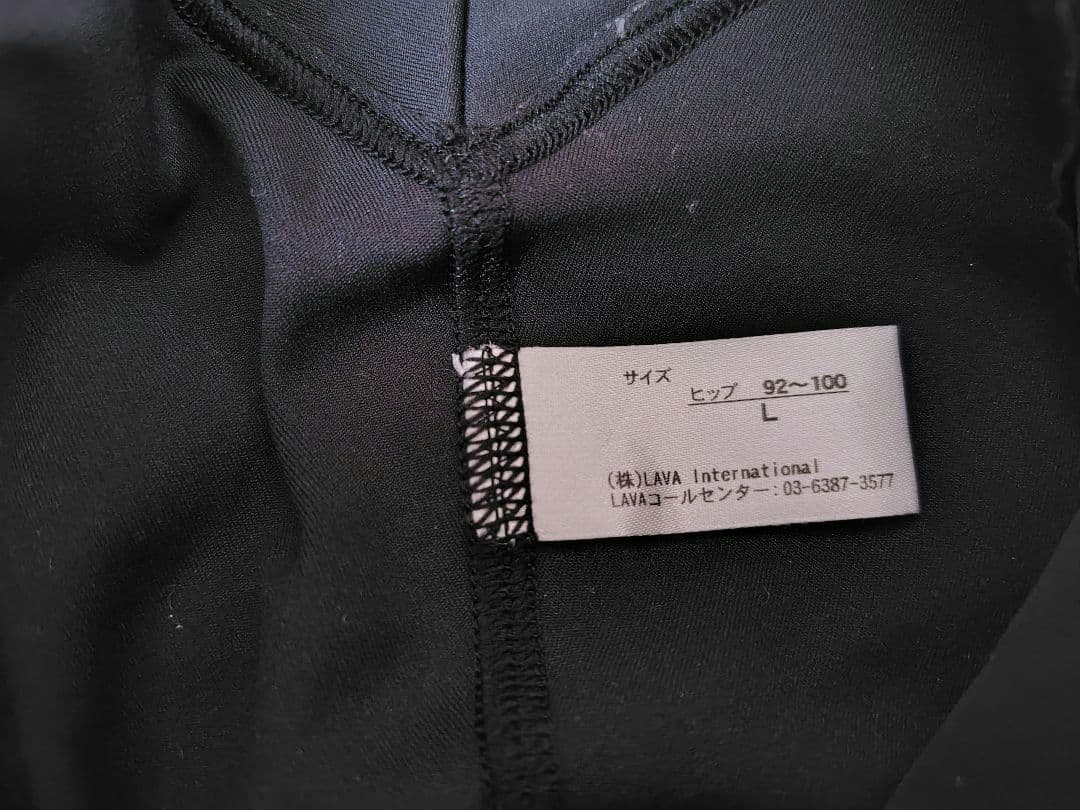 サイズ
ヒップ 92～100
L
(株)LAVA International
LAVAコールセンター:03-6387-3577